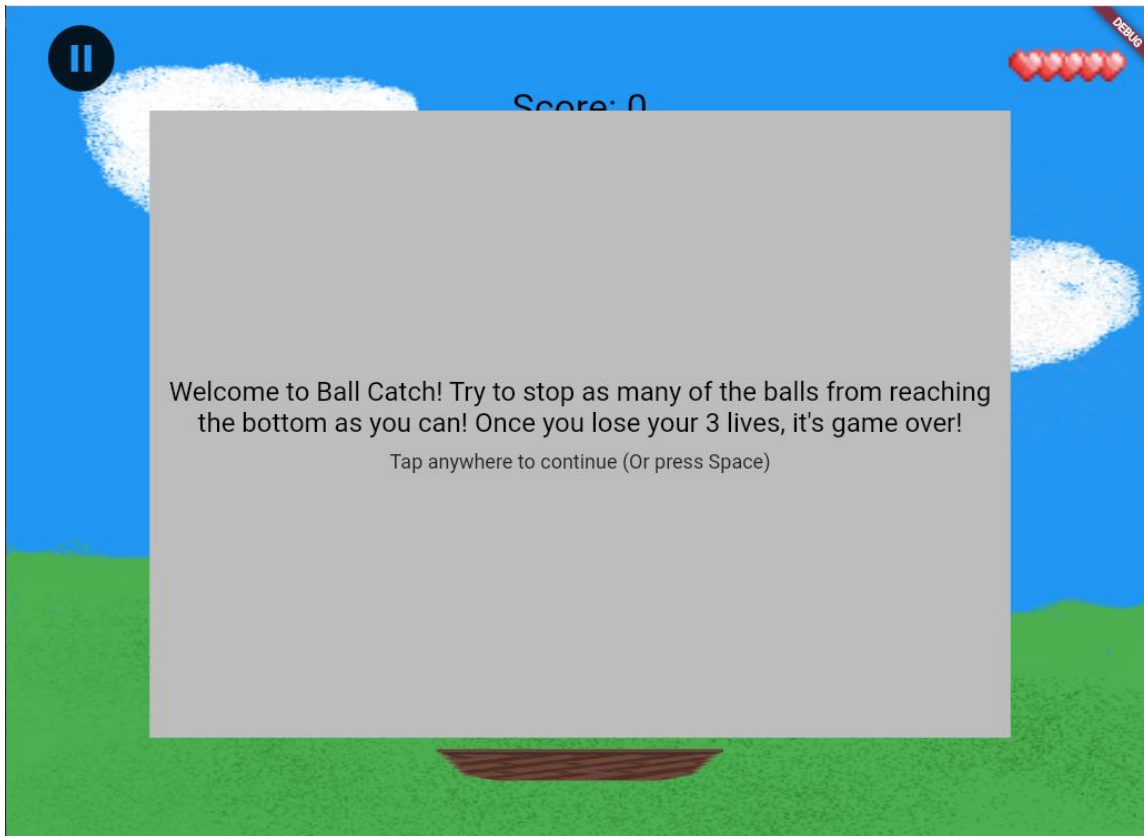 DEBUG
Score: 0
Welcome to Ball Catch! Try to stop as many of the balls from reaching
the bottom as you can! Once you lose your 3 lives, it's game over!
Tap anywhere to continue (Or press Space)